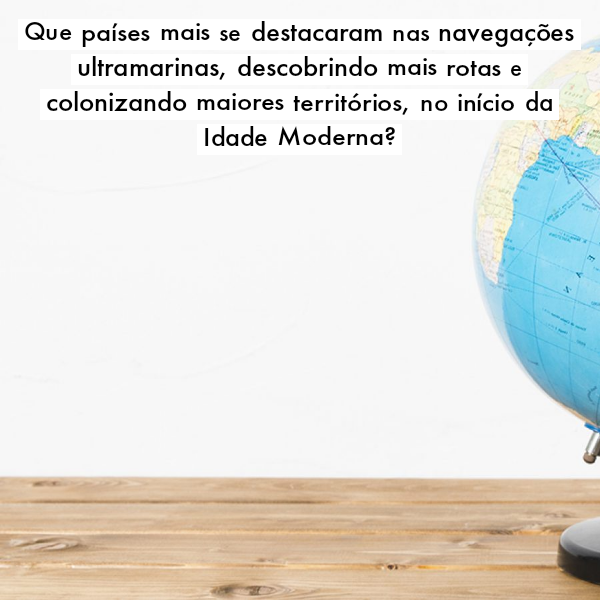 Que países mais se destacaram nas navegações
ultramarinas, descobrindo mais rotas e
colonizando maiores territórios, no início da
Idade Moderna?